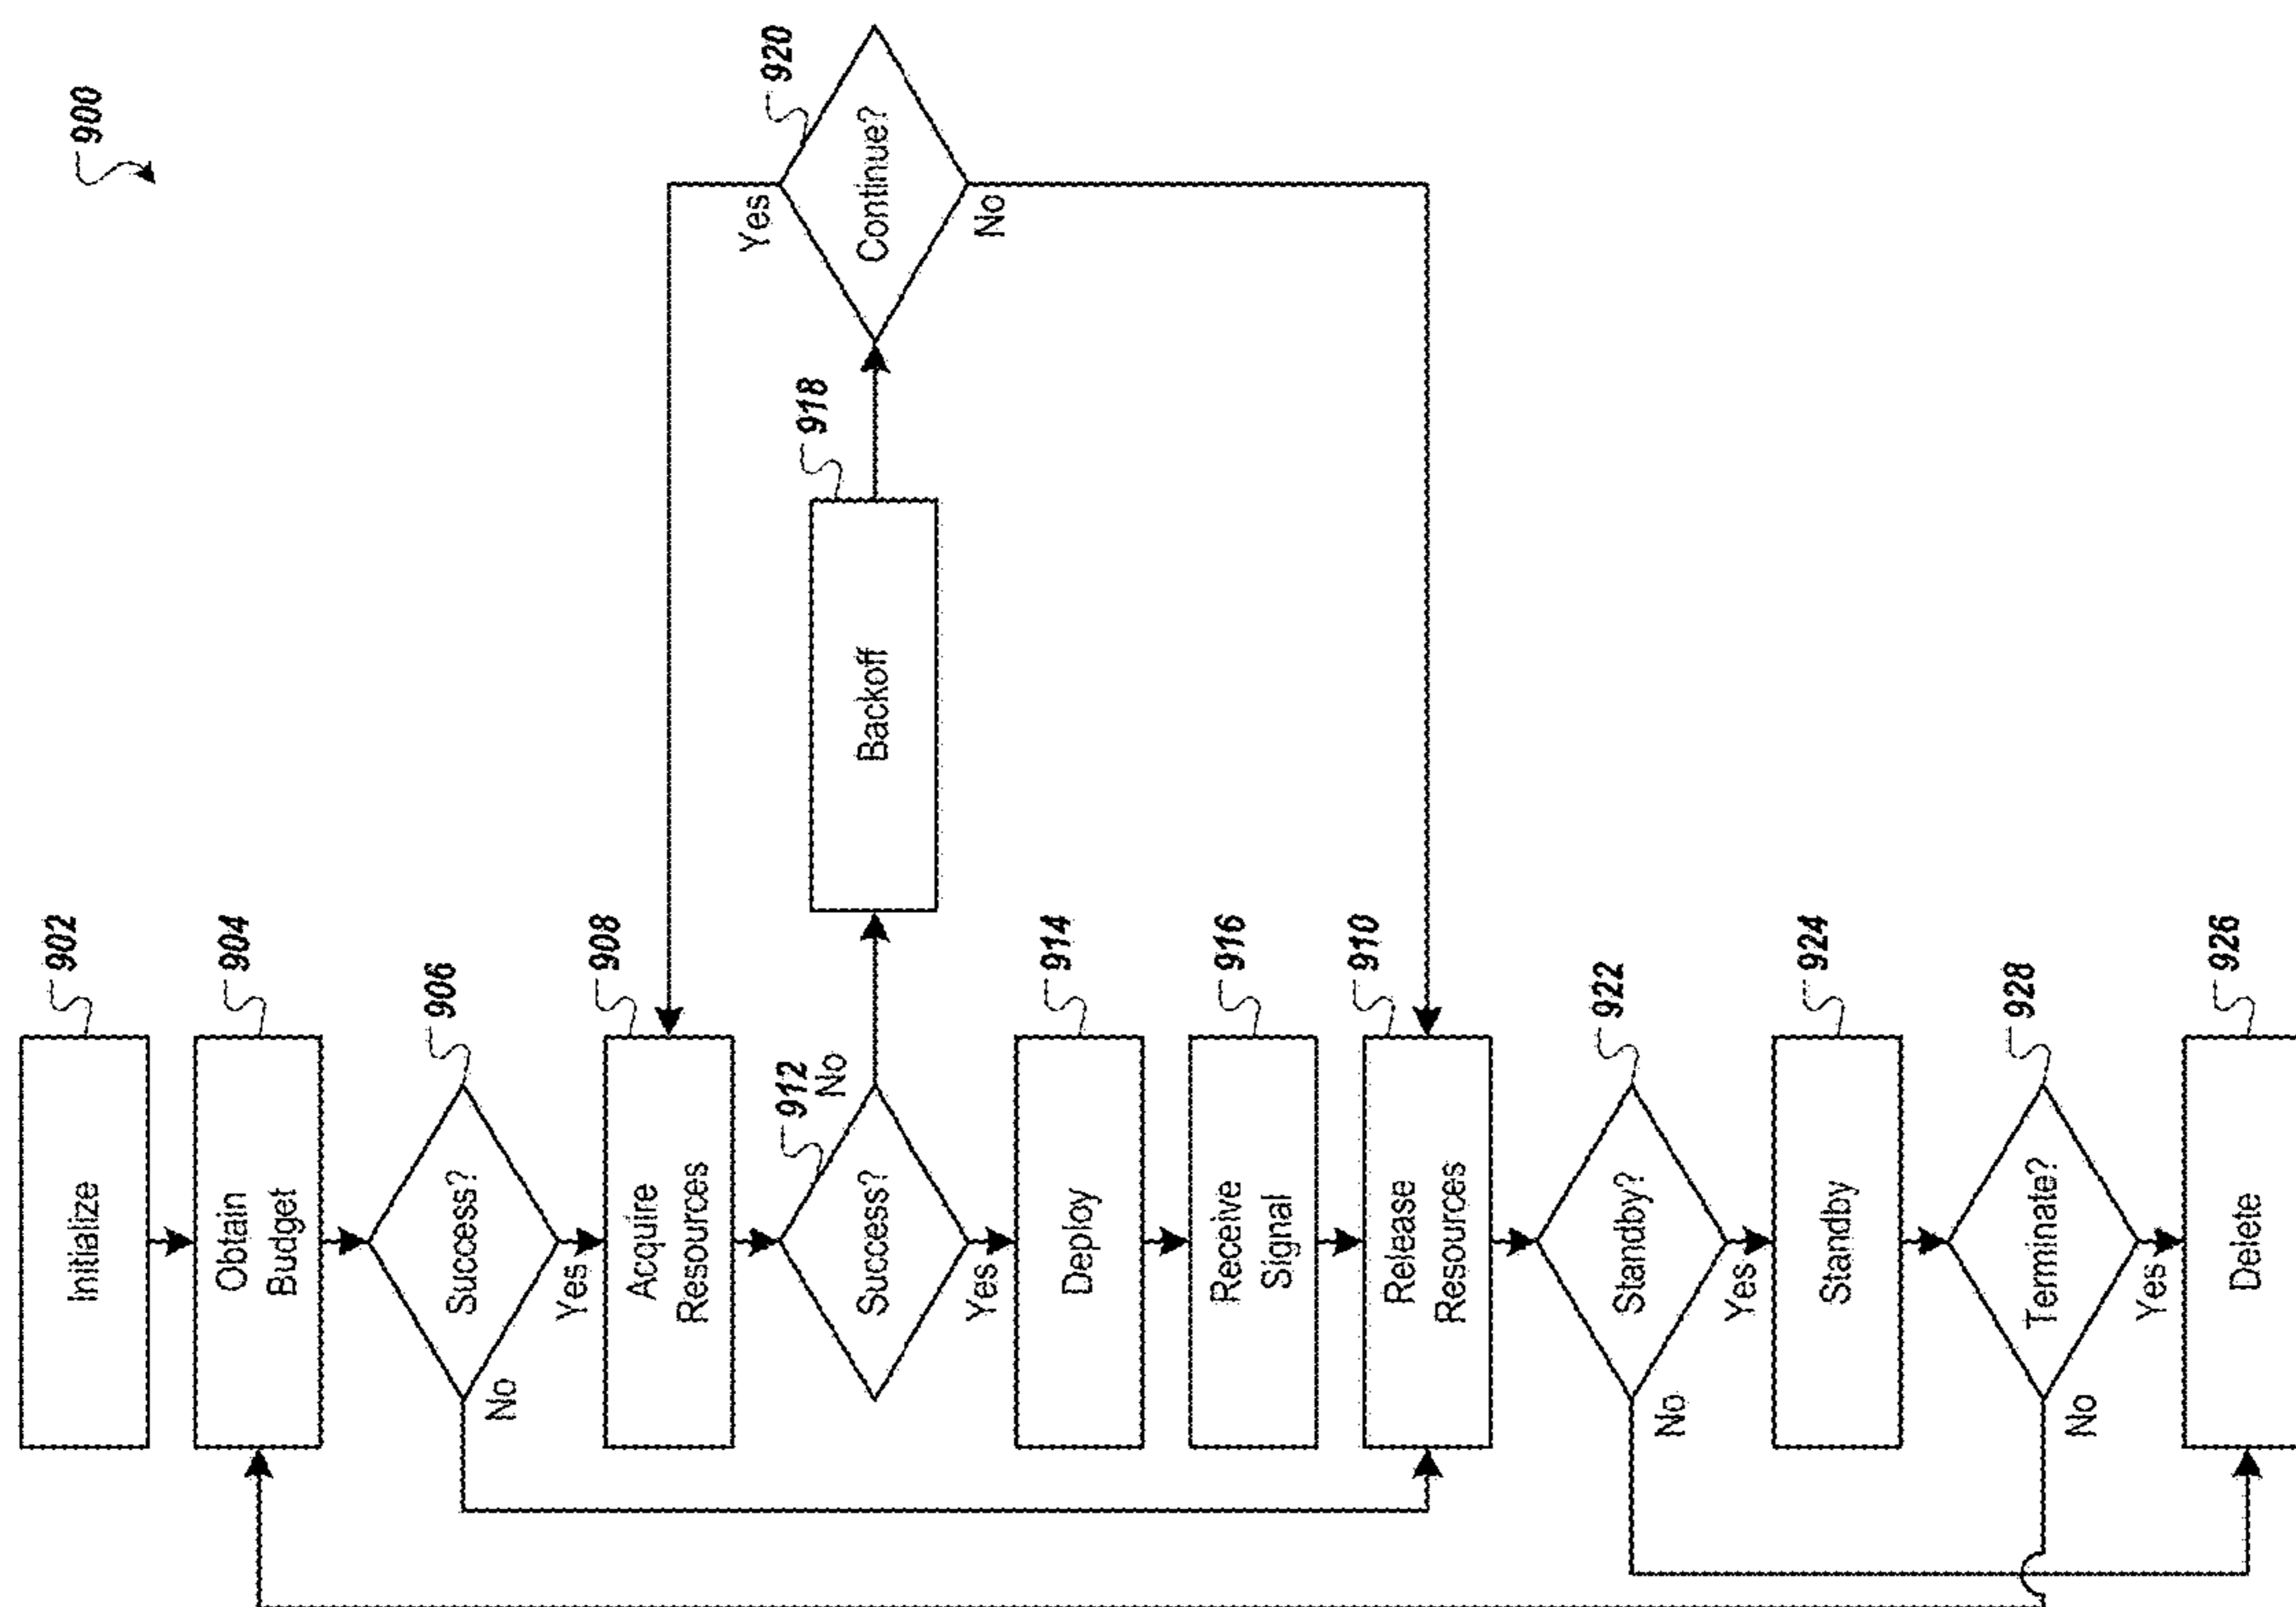 900
902
Initialize
904
Obtain
Budget
906
Success?
No
Yes
908
Acquire
Resources
912
No
Success?
Yes
918
Backoff
920
Continue?
Yes
No
914
Deploy
916
Receive
Signal
910
Release
Resources
922
Standby?
No
Yes
924
Standby
928
Terminate?
No
Yes
926
Delete